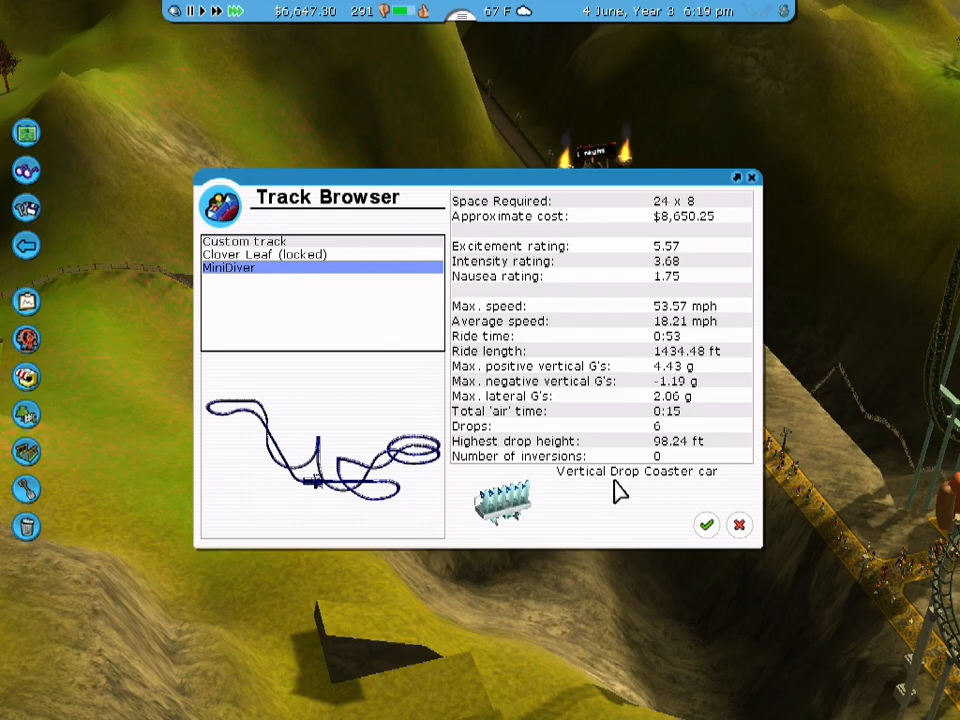 $6,647.30 291 67 F 4 June, Year 3 6:19 pm
Track Browser
Custom track
Clover Leaf (locked)
MiniDiver
Space Required: 24 x 8
Approximate cost: $8,650.25
Excitement rating: 5.57
Intensity rating: 3.68
Nausea rating: 1.75
Max. speed: 53.57 mph
Average speed: 18.21 mph
Ride time: 0:53
Ride length: 1434.48 ft
Max. positive vertical G's: 4.43 g
Max. negative vertical G's: -1.19 g
Max. lateral G's: 2.06 g
Total 'air' time: 0:15
Drops: 6
Highest drop height: 98.24 ft
Number of inversions: 0
Vertical Drop Coaster car